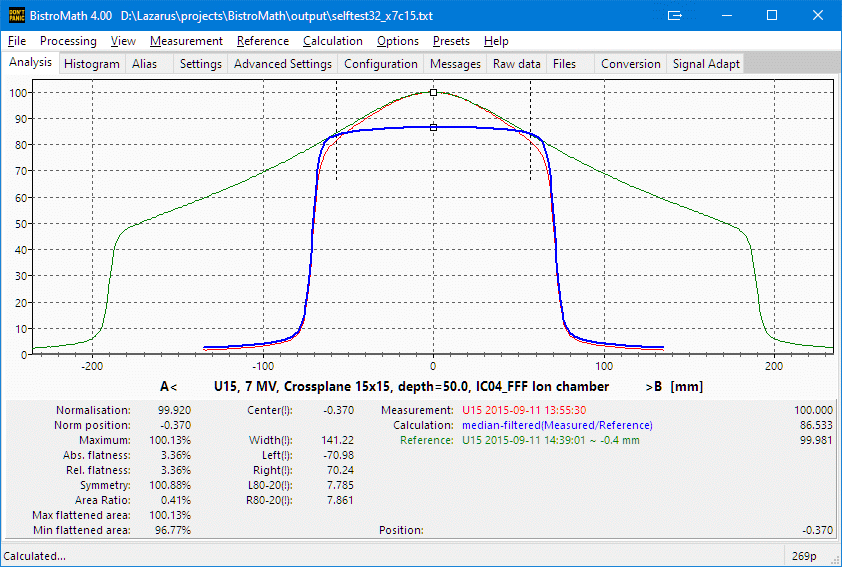 DON'T PANIC BistroMath 4.00 D:\Lazarus\projects\BistroMath\output\selftest32_x7c15.txt
File Processing View Measurement Reference Calculation Options Presets Help
Analysis Histogram Alias Settings Advanced Settings Configuration Messages Raw data Files Conversion Signal Adapt
100
90
80
70
60
50
40
30
20
10
0
-200 -100 0 100 200
A< U15, 7 MV, Crossplane 15x15, depth=50.0, IC04_FFF Ion chamber >B [mm]
Normalisation: 99.920 Center(!): -0.370 Measurement: U15 2015-09-11 13:55:30 100.000
Norm position: -0.370 Calculation: median-filtered(Measured/Reference) 86.533
Maximum: 100.13% Width(!): 141.22 Reference: U15 2015-09-11 14:39:01 ~ -0.4 mm 99.981
Abs. flatness: 3.36% Left(!): -70.98
Rel. flatness: 3.36% Right(!): 70.24
Symmetry: 100.88% L80-20(!): 7.785
Area Ratio: 0.41% R80-20(!): 7.861
Max flattened area: 100.13%
Min flattened area: 96.77% Position: -0.370
Calculated... 269p